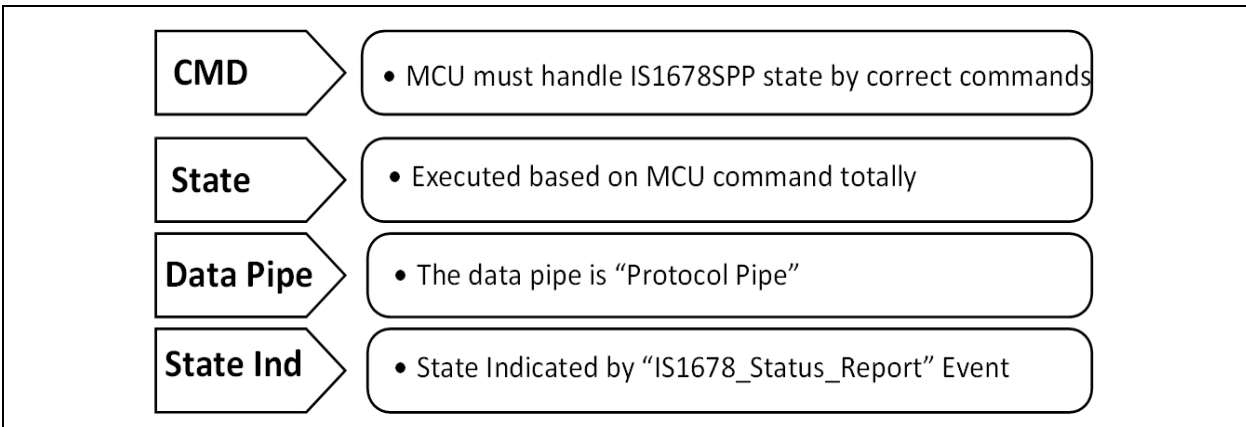 CMD
• MCU must handle IS1678SPP state by correct commands
State
• Executed based on MCU command totally
Data Pipe
• The data pipe is “Protocol Pipe”
State Ind
• State Indicated by “IS1678_Status_Report” Event